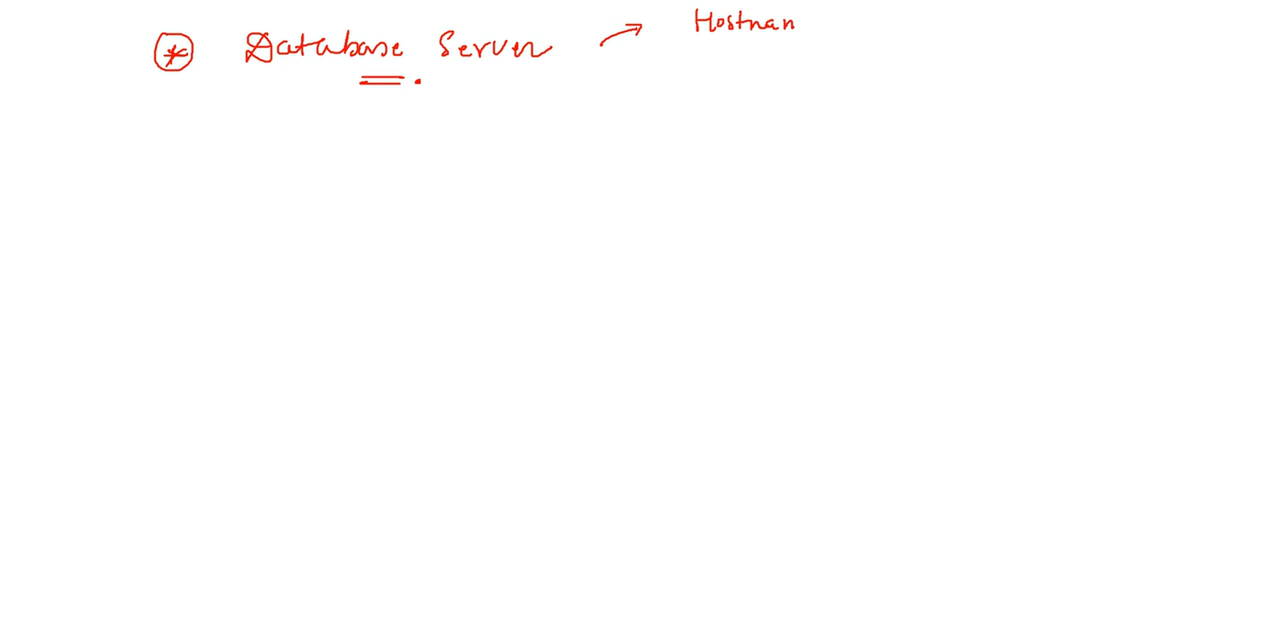 * Database Server → Hostnan